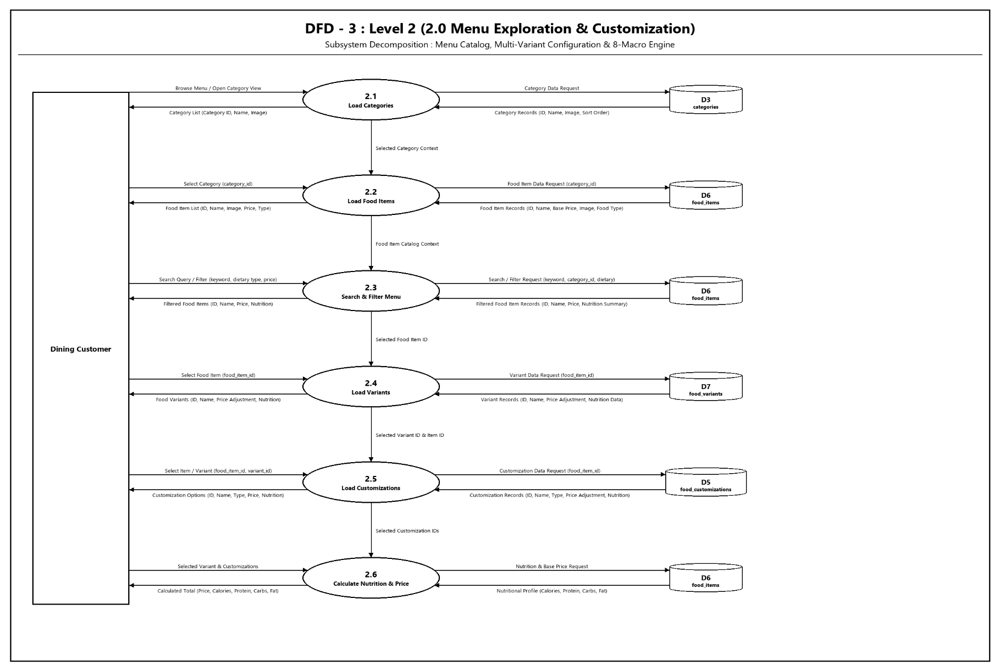 DFD - 3 : Level 2 (2.0 Menu Exploration & Customization)
Subsystem Decomposition : Menu Catalog, Multi-Variant Configuration & 8-Macro Engine
Dining Customer
Browse Menu / Open Category View
Category List (Category ID, Name, Image)
2.1
Load Categories
Category Data Request
Category Records (ID, Name, Image, Sort Order)
D3
categories
Selected Category Context
Select Category (category_id)
Food Item List (ID, Name, Image, Price, Type)
2.2
Load Food Items
Food Item Data Request (category_id)
Food Item Records (ID, Name, Base Price, Image, Food Type)
D6
food_items
Food Item Catalog Context
Search Query / Filter (keyword, dietary type, price)
Filtered Food Items (ID, Name, Price, Nutrition)
2.3
Search & Filter Menu
Search / Filter Request (keyword, category_id, dietary)
Filtered Food Item Records (ID, Name, Price, Nutrition Summary)
D6
food_items
Selected Food Item ID
Select Food Item (food_item_id)
Food Variants (ID, Name, Price Adjustment, Nutrition)
2.4
Load Variants
Variant Data Request (food_item_id)
Variant Records (ID, Name, Price Adjustment, Nutrition Data)
D7
food_variants
Selected Variant ID & Item ID
Select Item / Variant (food_item_id, variant_id)
Customization Options (ID, Name, Type, Price, Nutrition)
2.5
Load Customizations
Customization Data Request (food_item_id)
Customization Records (ID, Name, Type, Price Adjustment, Nutrition)
D5
food_customizations
Selected Customization IDs
Selected Variant & Customizations
Calculated Total (Price, Calories, Protein, Carbs, Fat)
2.6
Calculate Nutrition & Price
Nutrition & Base Price Request
Nutritional Profile (Calories, Protein, Carbs, Fat)
D6
food_items